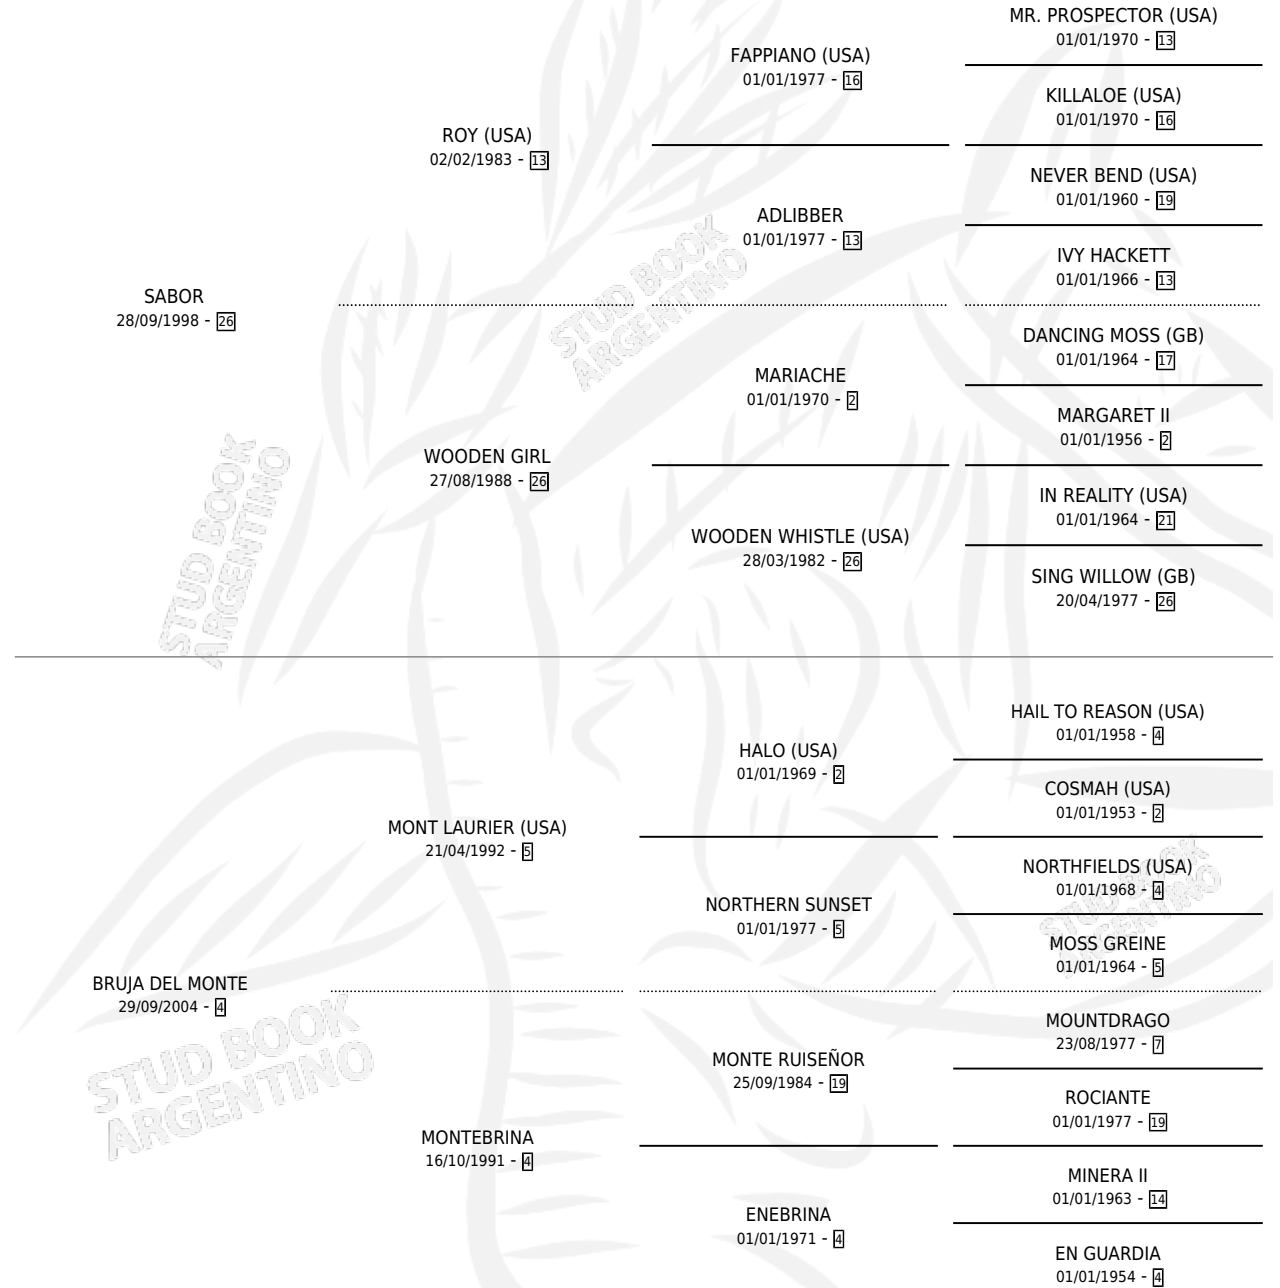 MR. PROSPECTOR (USA)
01/01/1970 - 13
FAPPIANO (USA)
01/01/1977 - 16
KILLALOE (USA)
01/01/1970 - 16
ROY (USA)
02/02/1983 - 13
NEVER BEND (USA)
01/01/1960 - 19
ADLIBBER
01/01/1977 - 13
IVY HACKETT
01/01/1966 - 13
SABOR
28/09/1998 - 26
DANCING MOSS (GB)
01/01/1964 - 17
MARIACHE
01/01/1970 - 2
MARGARET II
01/01/1956 - 2
WOODEN GIRL
27/08/1988 - 26
IN REALITY (USA)
01/01/1964 - 21
WOODEN WHISTLE (USA)
28/03/1982 - 26
SING WILLOW (GB)
20/04/1977 - 26
STUD BOOK
ARGENTINO
STUD BOOK
ARGENTINO
HAIL TO REASON (USA)
01/01/1958 - 4
HALO (USA)
01/01/1969 - 2
COSMAH (USA)
01/01/1953 - 2
MONT LAURIER (USA)
21/04/1992 - 5
NORTHFIELDS (USA)
01/01/1968 - 4
NORTHERN SUNSET
01/01/1977 - 5
MOSS GREINE
01/01/1964 - 5
BRUJA DEL MONTE
29/09/2004 - 4
MOUNTDRAGO
23/08/1977 - 7
MONTE RUISEÑOR
25/09/1984 - 19
ROCIANTE
01/01/1977 - 19
MONTEBRINA
16/10/1991 - 4
MINERA II
01/01/1963 - 14
ENEBRINA
01/01/1971 - 4
EN GUARDIA
01/01/1954 - 4
STUD BOOK
ARGENTINO
STUD BOOK
ARGENTINO